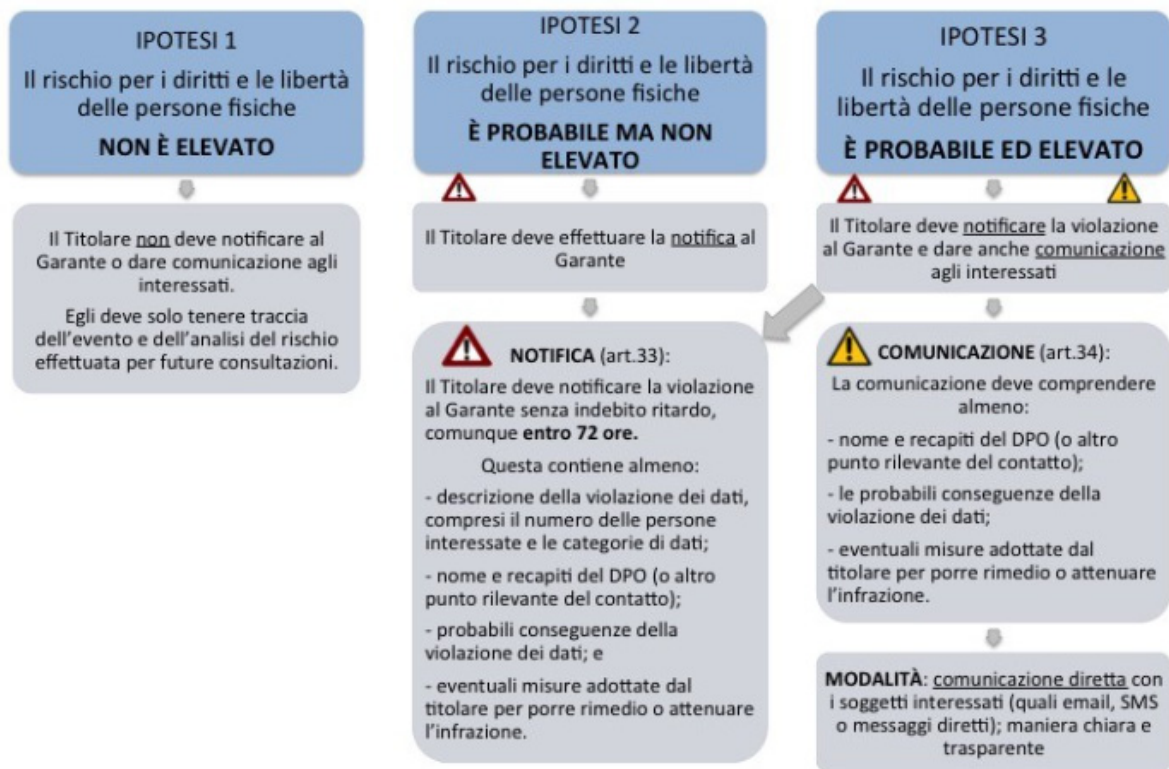 IPOTESI 1
Il rischio per i diritti e le libertà
delle persone fisiche
NON È ELEVATO
Il Titolare non deve notificare al
Garante o dare comunicazione agli
interessati.
Egli deve solo tenere traccia
dell'evento e dell'analisi del rischio
effettuata per future consultazioni.
IPOTESI 2
Il rischio per i diritti e le libertà
delle persone fisiche
È PROBABILE MA NON
ELEVATO
Il Titolare deve effettuare la notifica al
Garante
NOTIFICA (art.33):
Il Titolare deve notificare la violazione
al Garante senza indebito ritardo,
comunque entro 72 ore.
Questa contiene almeno:
- descrizione della violazione dei dati,
compresi il numero delle persone
interessate e le categorie di dati;
- nome e recapiti del DPO (o altro
punto rilevante del contatto);
- probabili conseguenze della
violazione dei dati; e
- eventuali misure adottate dal
titolare per porre rimedio o attenuare
l'infrazione.
IPOTESI 3
Il rischio per i diritti e le
libertà delle persone fisiche
È PROBABILE ED ELEVATO
Il Titolare deve notificare la violazione
al Garante e dare anche comunicazione
agli interessati
COMUNICAZIONE (art.34):
La comunicazione deve comprendere
almeno:
- nome e recapiti del DPO (o altro
punto rilevante del contatto);
- le probabili conseguenze della
violazione dei dati;
- eventuali misure adottate dal
titolare per porre rimedio o attenuare
l'infrazione.
MODALITÀ: comunicazione diretta con
i soggetti interessati (quali email, SMS
o messaggi diretti); maniera chiara e
trasparente